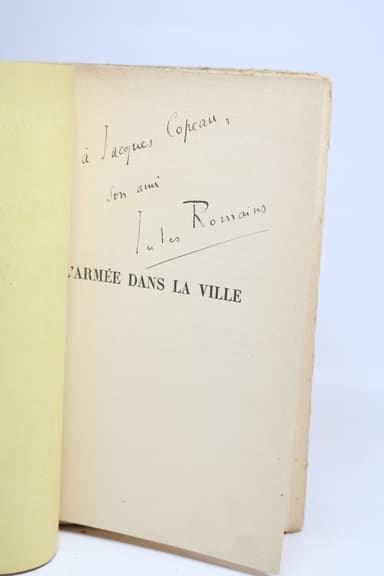 à Jacques Copeau,
son ami
Jules Romains
L'ARMÉE DANS LA VILLE